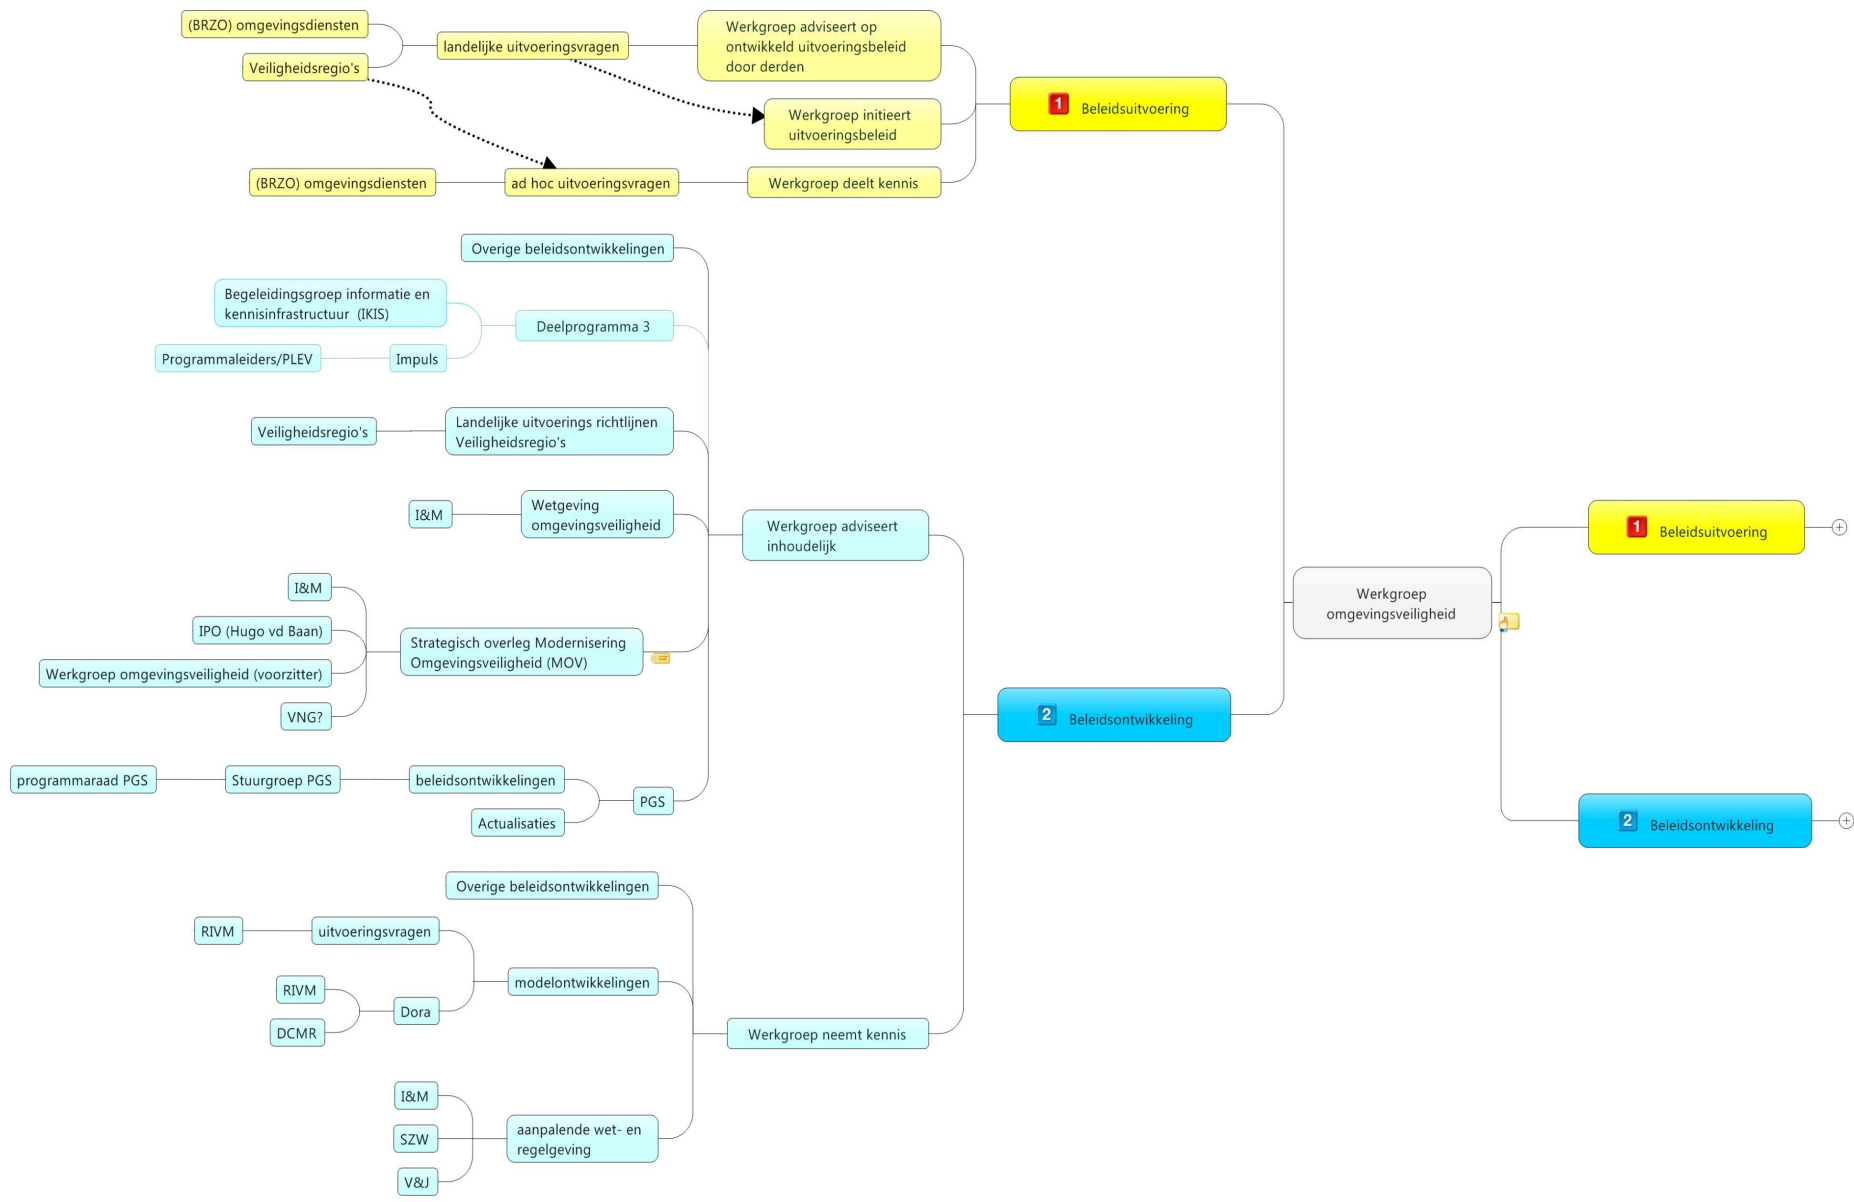 (BRZO) omgevingsdiensten
Veiligheidsregio's
landelijke uitvoeringsvragen
Werkgroep adviseert op
ontwikkeld uitvoeringsbeleid
door derden
Werkgroep initieert
uitvoeringsbeleid
1 Beleidsuitvoering
(BRZO) omgevingsdiensten
ad hoc uitvoeringsvragen
Werkgroep deelt kennis
Overige beleidsontwikkelingen
Begeleidingsgroep informatie en
kennisinfrastructuur (IKIS)
Deelprogramma 3
Programmaleiders/PLEV
Impuls
Veiligheidsregio's
Landelijke uitvoerings richtlijnen
Veiligheidsregio's
I&M
Wetgeving
omgevingsveiligheid
Werkgroep adviseert
inhoudelijk
I&M
IPO (Hugo vd Baan)
Werkgroep omgevingsveiligheid (voorzitter)
VNG?
Strategisch overleg Modernisering
Omgevingsveiligheid (MOV)
programmaraad PGS
Stuurgroep PGS
beleidsontwikkelingen
Actualisaties
PGS
2 Beleidsontwikkeling
Overige beleidsontwikkelingen
RIVM
uitvoeringsvragen
RIVM
DCMR
Dora
modelontwikkelingen
Werkgroep neemt kennis
I&M
SZW
V&J
aanpalende wet- en
regelgeving
Werkgroep
omgevingsveiligheid
1 Beleidsuitvoering
2 Beleidsontwikkeling